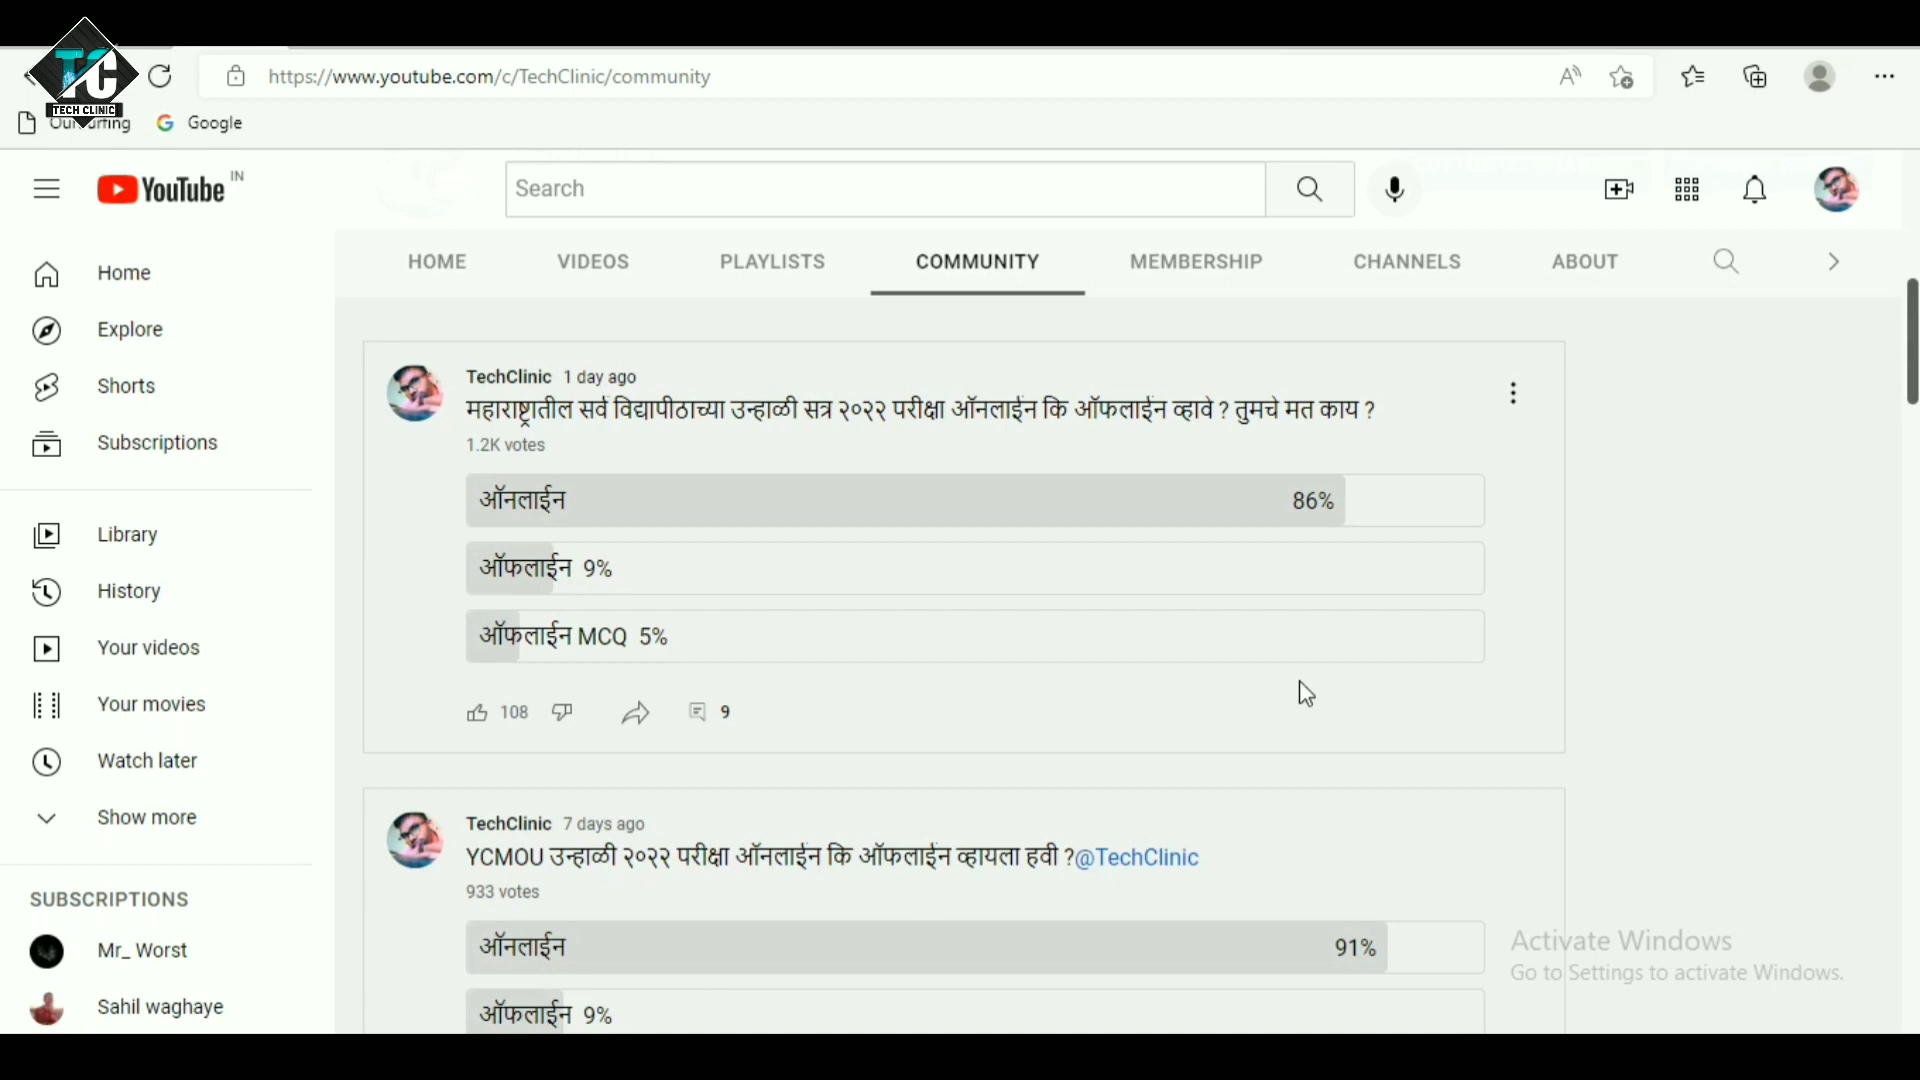 TC
TECH CLINIC
https://www.youtube.com/c/TechClinic/community
Google
YouTube IN
Search
HOME VIDEOS PLAYLISTS COMMUNITY MEMBERSHIP CHANNELS ABOUT
Home
Explore
Shorts
Subscriptions
Library
History
Your videos
Your movies
Watch later
Show more
SUBSCRIPTIONS
Mr_ Worst
Sahil waghaye
TechClinic 1 day ago
महाराष्ट्रातील सर्व विद्यापीठाच्या उन्हाळी सत्र २०२२ परीक्षा ऑनलाईन कि ऑफलाईन व्हावे ? तुमचे मत काय ?
1.2K votes
ऑनलाईन 86%
ऑफलाईन 9%
ऑफलाईन MCQ 5%
108 9
TechClinic 7 days ago
YCMOU उन्हाळी २०२२ परीक्षा ऑनलाईन कि ऑफलाईन व्हायला हवी ?@TechClinic
933 votes
ऑनलाईन 91%
ऑफलाईन 9%
Activate Windows
Go to Settings to activate Windows.